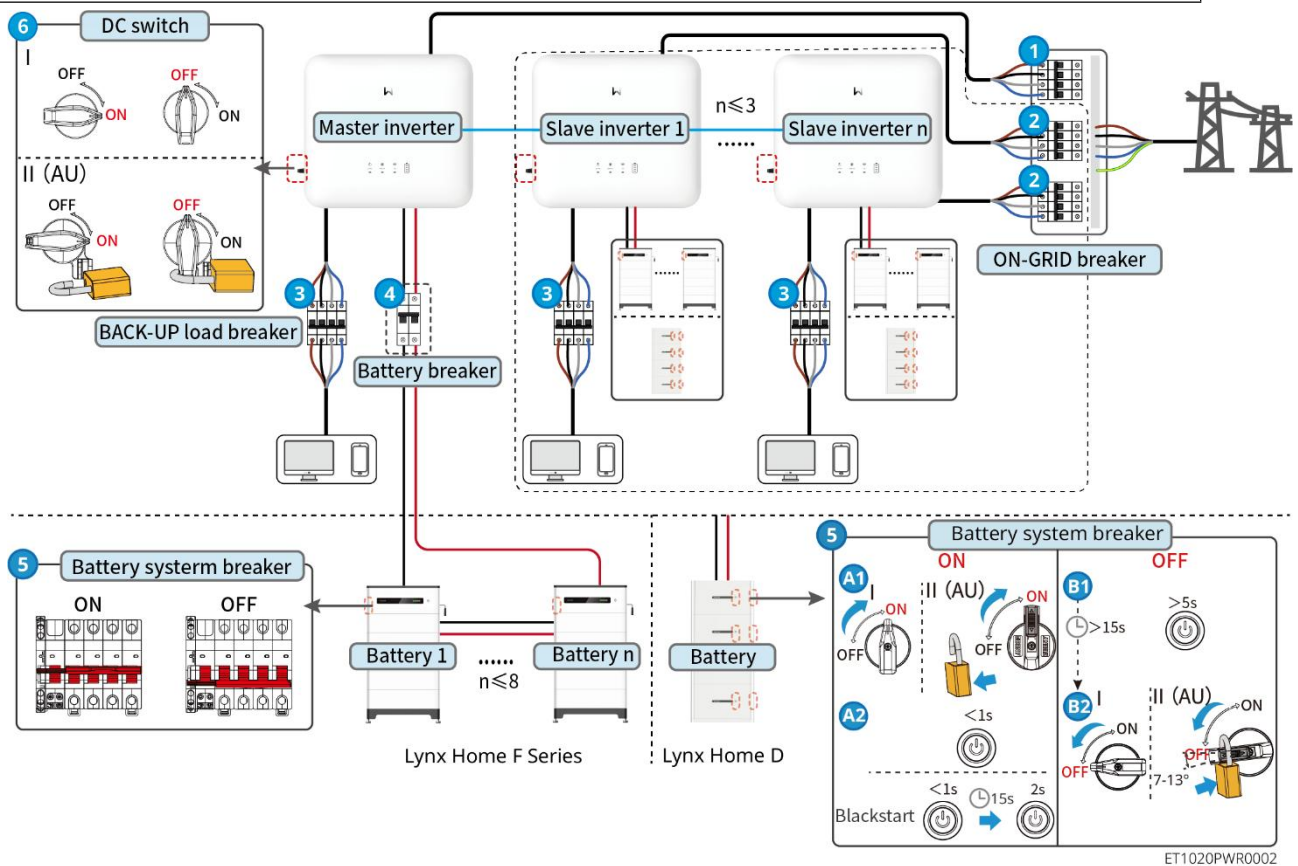 6
DC switch
I
OFF
ON
OFF
ON
II (AU)
OFF
ON
OFF
ON
Master inverter
Slave inverter 1
n≤3
......
Slave inverter n
1
2
2
ON-GRID breaker
3
BACK-UP load breaker
4
Battery breaker
3
......
3
......
5
Battery systerm breaker
ON
OFF
Battery 1
......
n≤8
Battery n
Lynx Home F Series
Battery
Lynx Home D
5
Battery system breaker
ON
OFF
A1
I
ON
OFF
II (AU)
ON
OFF
A2
<1s
Blackstart
<1s
15s
2s
B1
>15s
>5s
B2
I
ON
OFF
II (AU)
ON
OFF
7-13°
ET1020PWR0002